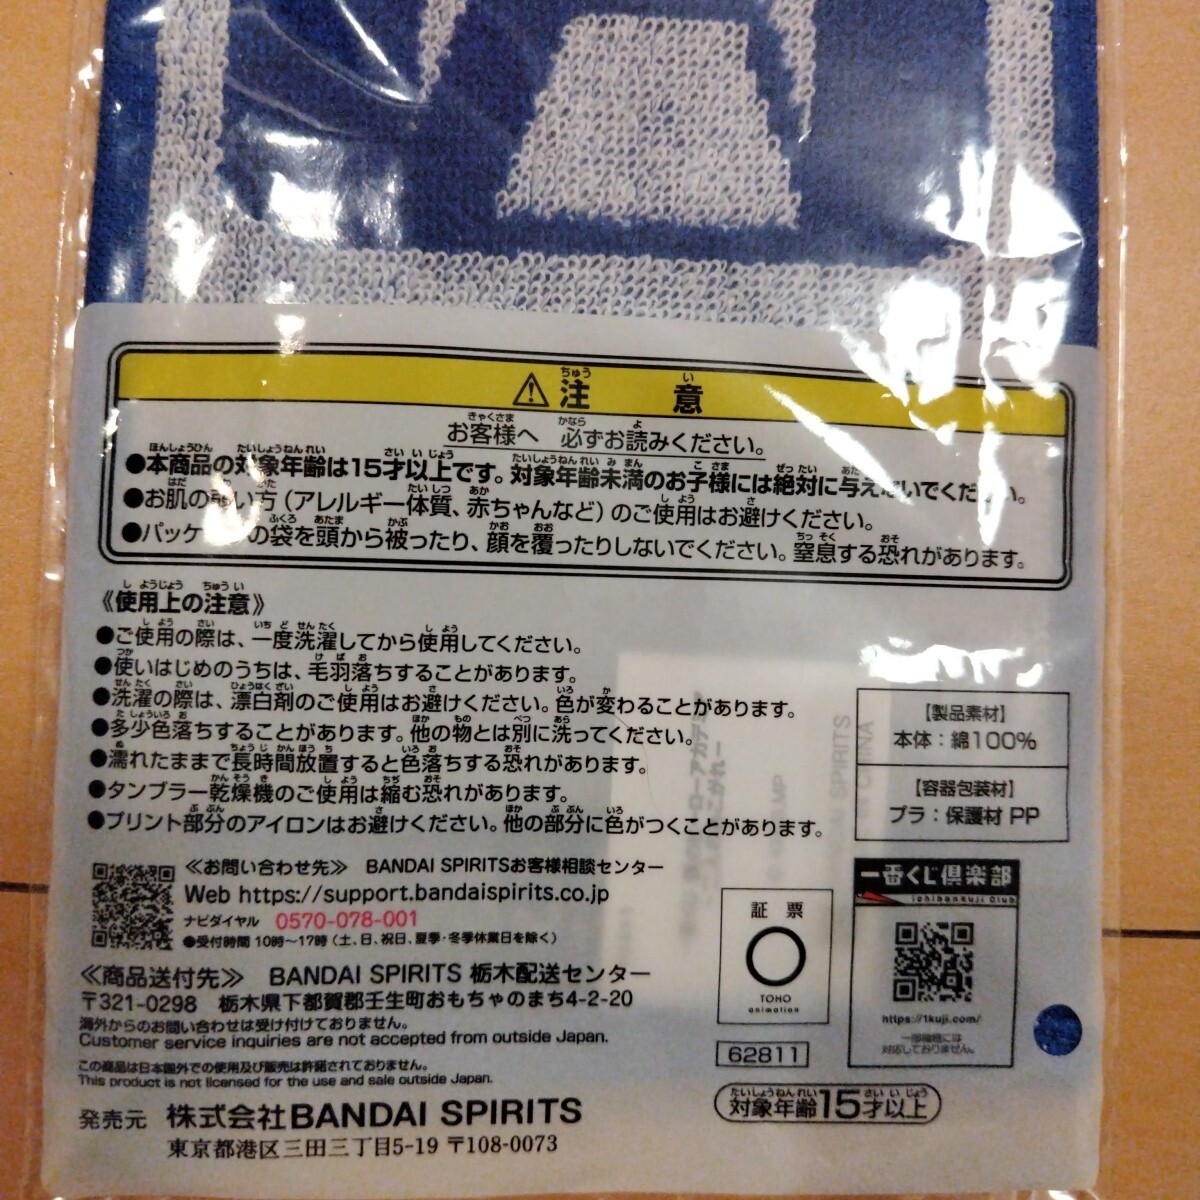 ⚠注意
お客様へ 必ずお読みください。
●本商品の対象年齢は15才以上です。対象年齢未満のお子様には絶対に与えないでください。
●お肌の弱い方（アレルギー体質、赤ちゃんなど）のご使用はお避けください。
●パッケージの袋を頭から被ったり、顔を覆ったりしないでください。窒息する恐れがあります。
《使用上の注意》
●ご使用の際は、一度洗濯してから使用してください。
●使いはじめのうちは、毛羽落ちすることがあります。
●洗濯の際は、漂白剤のご使用はお避けください。色が変わることがあります。
●多少色落ちすることがあります。他の物とは別に洗ってください。
●濡れたままで長時間放置すると色落ちする恐れがあります。
●タンブラー乾燥機のご使用は縮む恐れがあります。
●プリント部分のアイロンはお避けください。他の部分に色がつくことがあります。
【製品素材】
本体：綿100%
【容器包装材】
プラ：保護材 PP
≪お問い合わせ先≫ BANDAI SPIRITSお客様相談センター
Web https://support.bandaispirits.co.jp
ナビダイヤル 0570-078-001
●受付時間 10時～17時（土、日、祝日、夏季・冬季休業日を除く）
≪商品送付先≫ BANDAI SPIRITS 栃木配送センター
〒321-0298 栃木県下都賀郡壬生町おもちゃのまち4-2-20
海外からのお問い合わせは受け付けておりません。
Customer service inquiries are not accepted from outside Japan.
この商品は日本国外での使用及び販売は許諾されておりません。
This product is not licensed for the use and sale outside Japan.
発売元 株式会社BANDAI SPIRITS
東京都港区三田三丁目5-19 〒108-0073
証票
TOHO
animation
62811
一番くじ倶楽部
ichibankuji Club
https://1kuji.com/
一部機種には
対応しておりません。
対象年齢15才以上